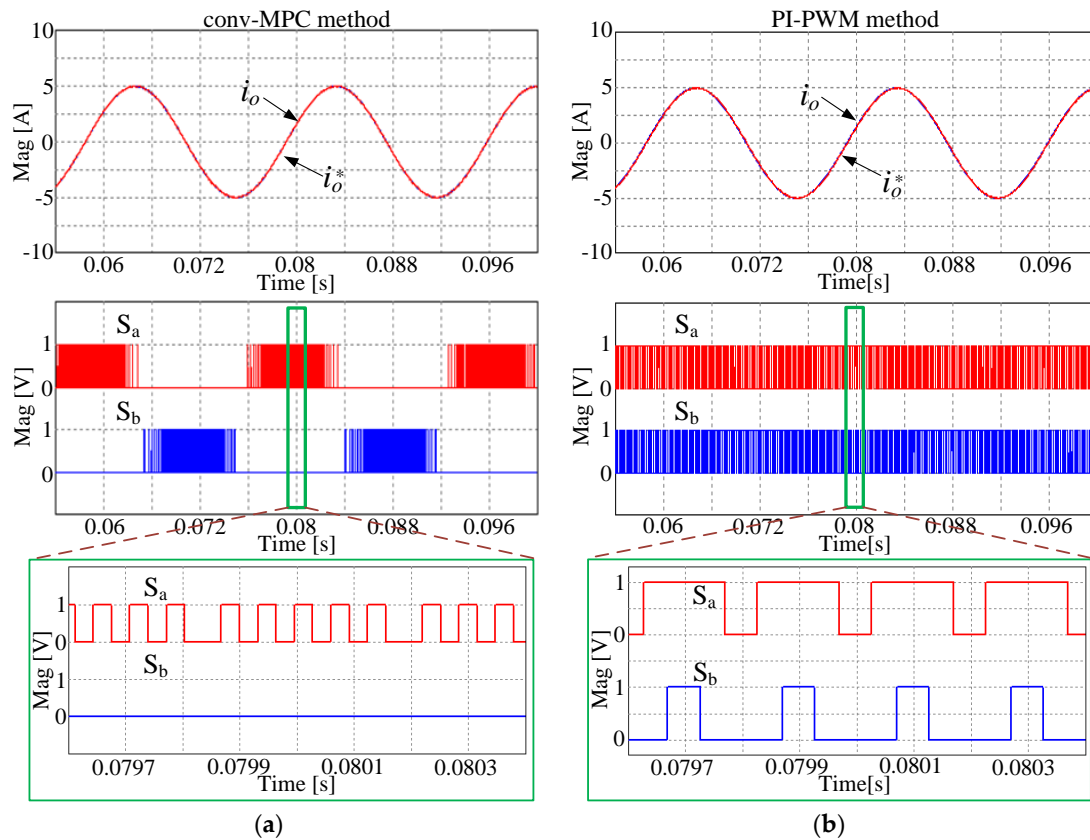 conv-MPC method
Mag [A]
10
5
0
-5
-10
i_o
i_o^*
0.06 0.072 0.08 0.088 0.096
Time [s]
Mag [V]
S_a
1
0
S_b
1
0
0.06 0.072 0.08 0.088 0.096
Time [s]
Mag [V]
S_a
1
0
S_b
1
0
0.0797 0.0799 0.0801 0.0803
Time [s]
(a)
PI-PWM method
Mag [A]
10
5
0
-5
-10
i_o
i_o^*
0.06 0.072 0.08 0.088 0.096
Time[s]
Mag [V]
S_a
1
0
S_b
1
0
0.06 0.072 0.08 0.088 0.096
Time[s]
Mag [V]
S_a
1
0
S_b
1
0
0.0797 0.0799 0.0801 0.0803
Time[s]
(b)